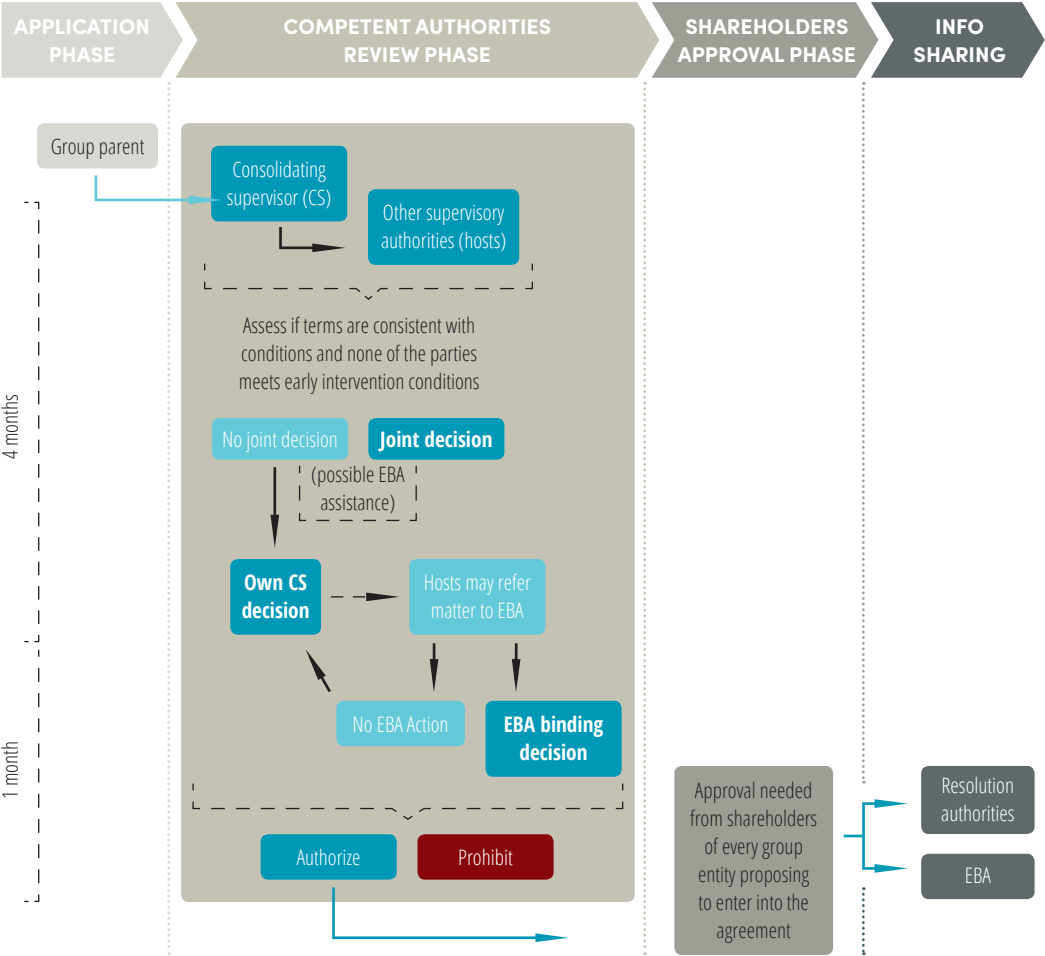 APPLICATION
PHASE
COMPETENT AUTHORITIES
REVIEW PHASE
SHAREHOLDERS
APPROVAL PHASE
INFO
SHARING
Group parent
Consolidating
supervisor (CS)
Other supervisory
authorities (hosts)
Assess if terms are consistent with
conditions and none of the parties
meets early intervention conditions
4 months
No joint decision
Joint decision
(possible EBA
assistance)
Own CS
decision
Hosts may refer
matter to EBA
1 month
No EBA Action
EBA binding
decision
Authorize
Prohibit
Approval needed
from shareholders
of every group
entity proposing
to enter into the
agreement
Resolution
authorities
EBA